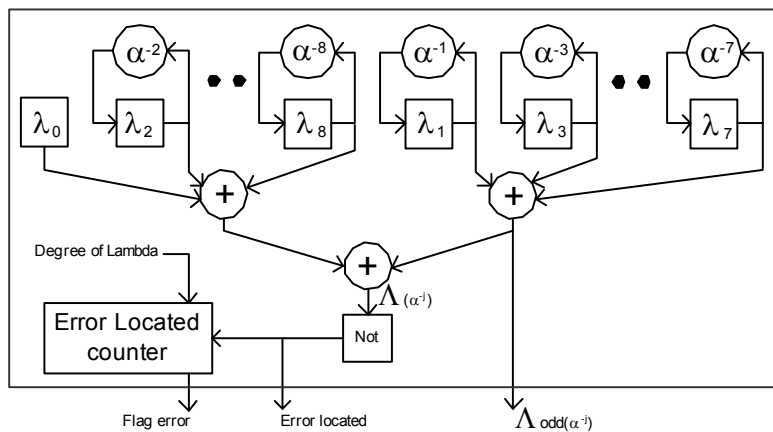 α⁻² α⁻⁸ α⁻¹ α⁻³ α⁻⁷
λ₀ λ₂ λ₈ λ₁ λ₃ λ₇
+ +
Degree of Lambda
+
Λ(α⁻ʲ)
Error Located
counter
Not
Flag error
Error located
Λ odd(α⁻ʲ)